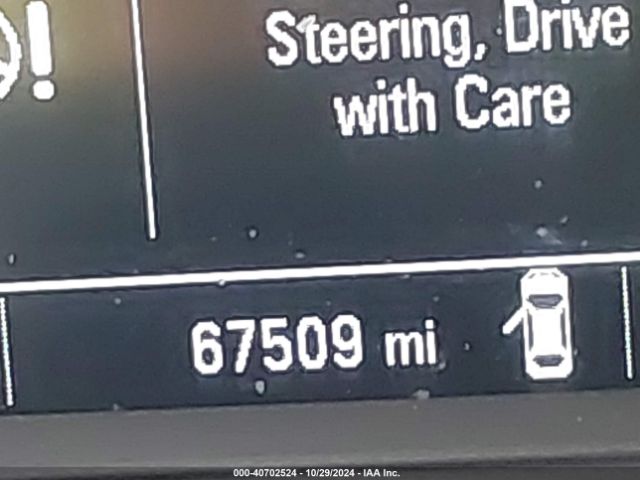 !
Steering, Drive
with Care
67509 mi
000-40702524 - 10/29/2024 - IAA Inc.